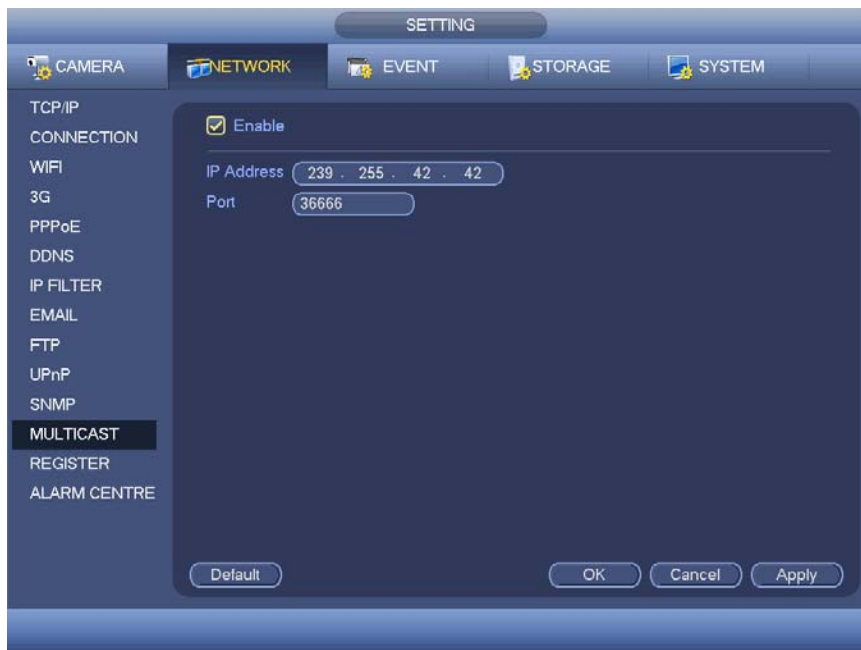 SETTING
CAMERA NETWORK EVENT STORAGE SYSTEM
TCP/IP
CONNECTION
WIFI
3G
PPPoE
DDNS
IP FILTER
EMAIL
FTP
UPnP
SNMP
MULTICAST
REGISTER
ALARM CENTRE
Enable
IP Address 239 . 255 . 42 . 42
Port 36666
Default OK Cancel Apply